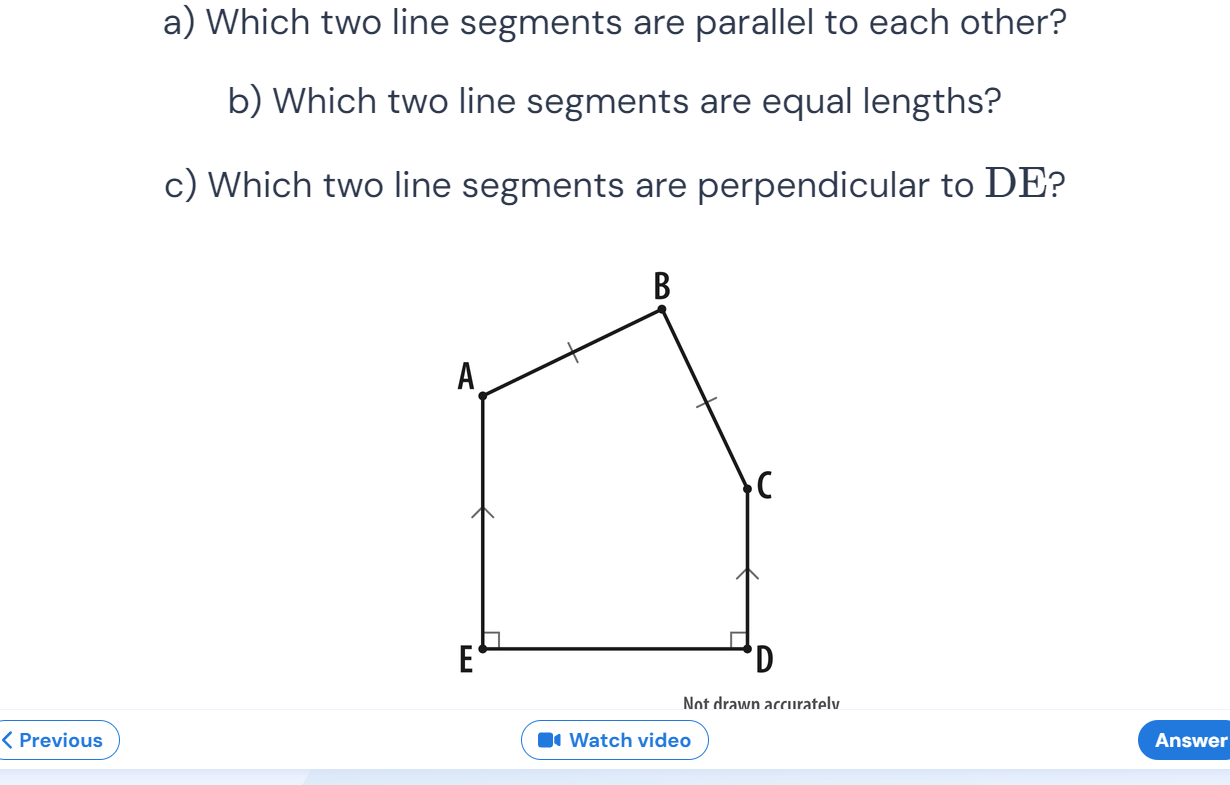 a) Which two line segments are parallel to each other?
b) Which two line segments are equal lengths?
c) Which two line segments are perpendicular to DE?
B
A
C
E
D
Not drawn accurately
Previous
Watch video
Answer